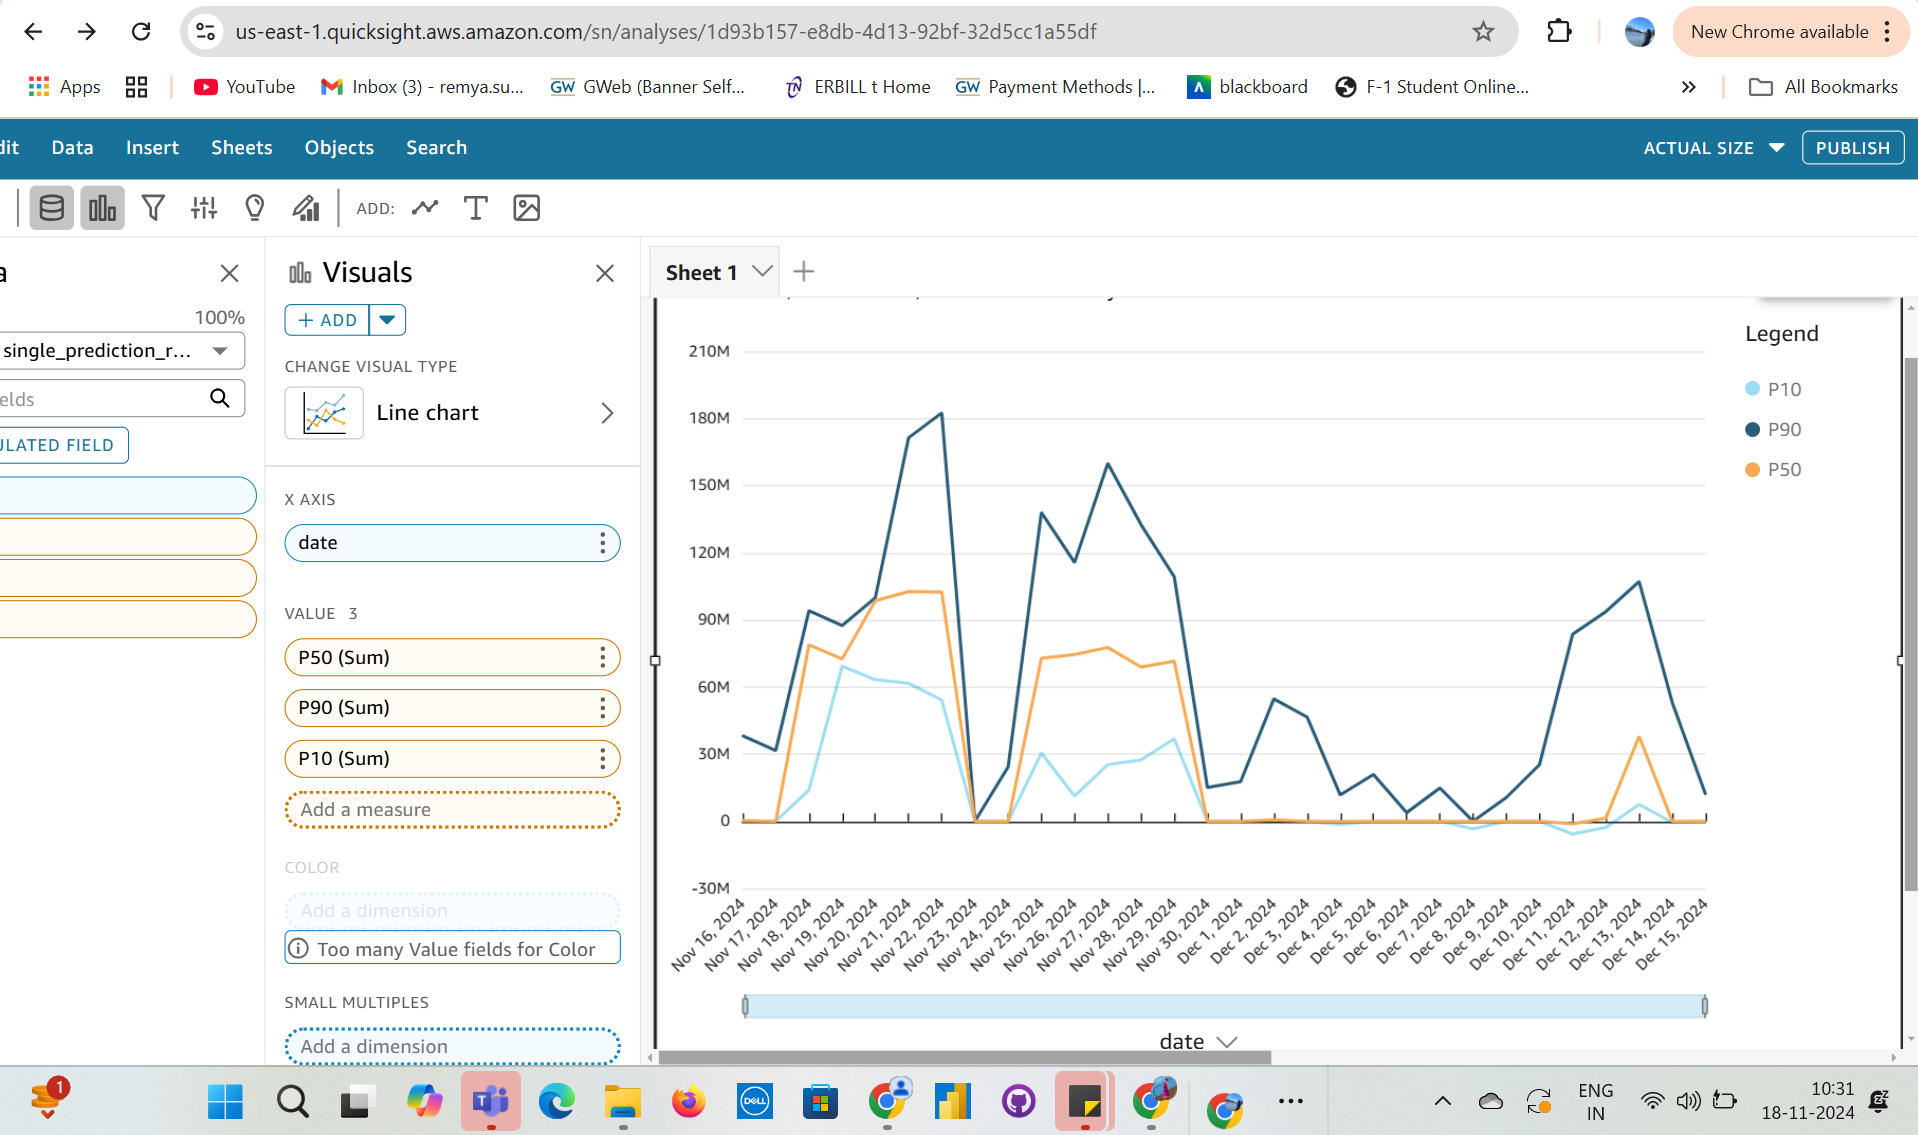 us-east-1.quicksight.aws.amazon.com/sn/analyses/1d93b157-e8db-4d13-92bf-32d5cc1a55df
New Chrome available
Apps
YouTube
Inbox (3) - remya.su...
GW GWeb (Banner Self...
ERBILL t Home
GW Payment Methods |...
blackboard
F-1 Student Online...
All Bookmarks
dit Data Insert Sheets Objects Search
ACTUAL SIZE
PUBLISH
ADD:
a
100%
single_prediction_r...
elds
ULATED FIELD
Visuals
+ ADD
CHANGE VISUAL TYPE
Line chart
X AXIS
date
VALUE 3
P50 (Sum)
P90 (Sum)
P10 (Sum)
Add a measure
COLOR
Add a dimension
Too many Value fields for Color
SMALL MULTIPLES
Add a dimension
Sheet 1
210M
180M
150M
120M
90M
60M
30M
0
-30M
Nov 16, 2024
Nov 17, 2024
Nov 18, 2024
Nov 19, 2024
Nov 20, 2024
Nov 21, 2024
Nov 22, 2024
Nov 23, 2024
Nov 24, 2024
Nov 25, 2024
Nov 26, 2024
Nov 27, 2024
Nov 28, 2024
Nov 29, 2024
Nov 30, 2024
Dec 1, 2024
Dec 2, 2024
Dec 3, 2024
Dec 4, 2024
Dec 5, 2024
Dec 6, 2024
Dec 7, 2024
Dec 8, 2024
Dec 9, 2024
Dec 10, 2024
Dec 11, 2024
Dec 12, 2024
Dec 13, 2024
Dec 14, 2024
Dec 15, 2024
date
Legend
P10
P90
P50
1
DELL
ENG
IN
10:31
18-11-2024